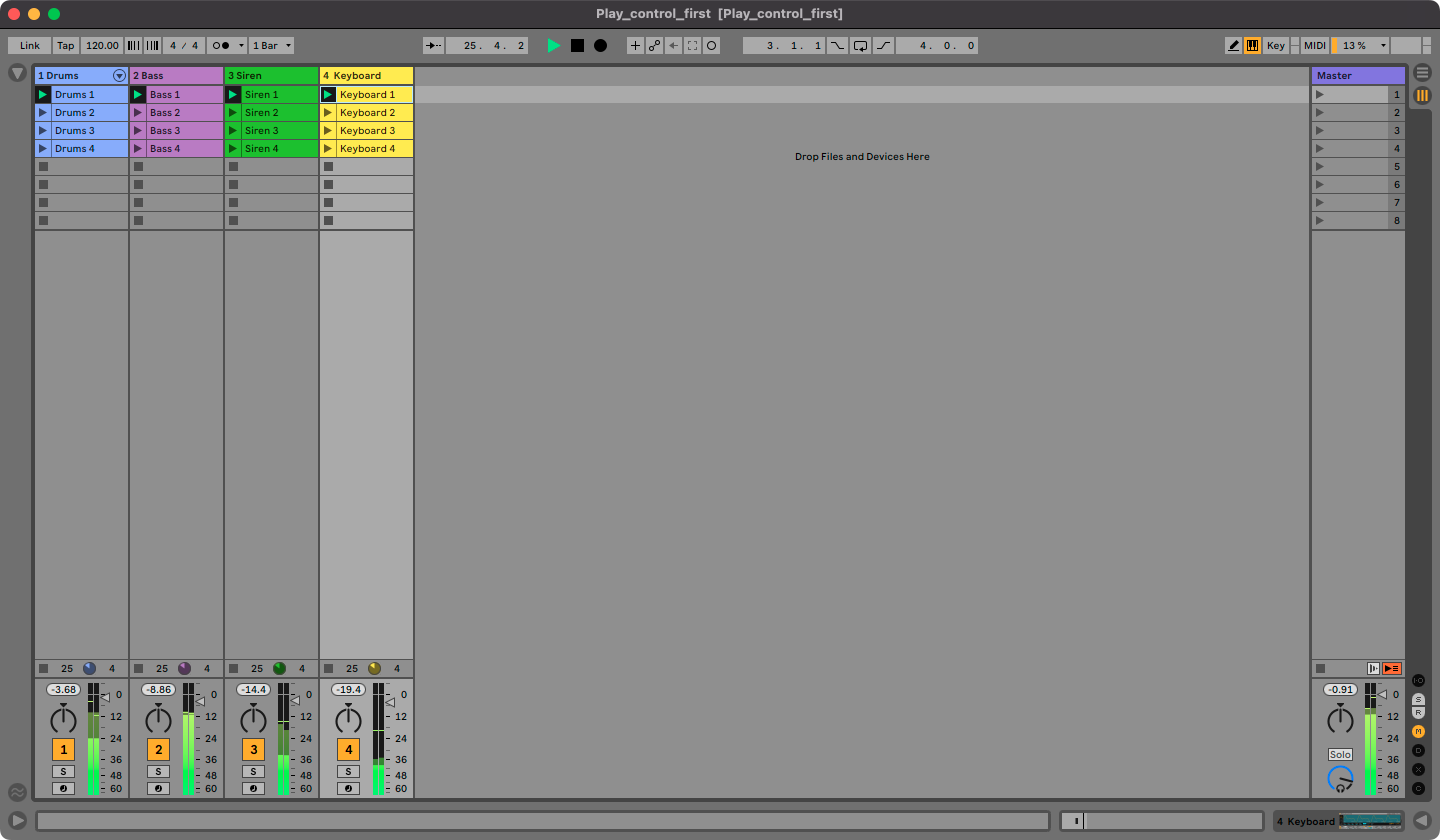 Play_control_first [Play_control_first]
Link Tap 120.00 4 / 4 1 Bar 25. 4. 2 3. 1. 1 4. 0. 0 Key MIDI 13 %
1 Drums 2 Bass 3 Siren 4 Keyboard Master
Drums 1 Bass 1 Siren 1 Keyboard 1 1
Drums 2 Bass 2 Siren 2 Keyboard 2 2
Drums 3 Bass 3 Siren 3 Keyboard 3 3
Drums 4 Bass 4 Siren 4 Keyboard 4 4
Drop Files and Devices Here
5
6
7
8
25 4 25 4 25 4 25 4
-3.68 0 -8.86 0 -14.4 0 -19.4 0 -0.91 0
12 12 12 12 12
24 24 24 24 24
1 2 3 4
36 36 36 36 Solo 36
S S S S
48 48 48 48 48
60 60 60 60 60
I·O
S
R
M
D
X
C
4 Keyboard